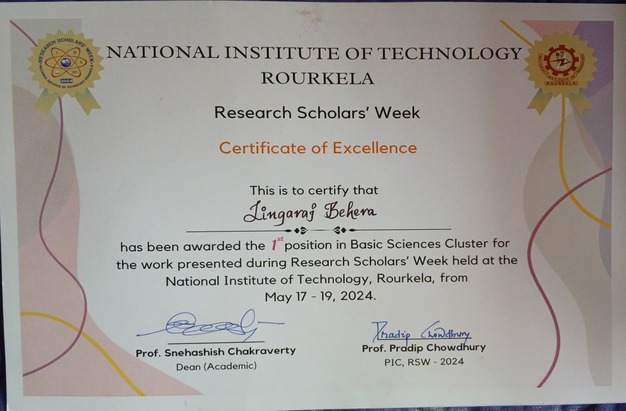 NATIONAL INSTITUTE OF TECHNOLOGY
ROURKELA
Research Scholars' Week
Certificate of Excellence
This is to certify that
Lingaraj Behera
has been awarded the 1st position in Basic Sciences Cluster for
the work presented during Research Scholars' Week held at the
National Institute of Technology, Rourkela, from
May 17 - 19, 2024.
Pradip Chowdhury
Prof. Snehashish Chakraverty
Prof. Pradip Chowdhury
Dean (Academic)
PIC, RSW - 2024